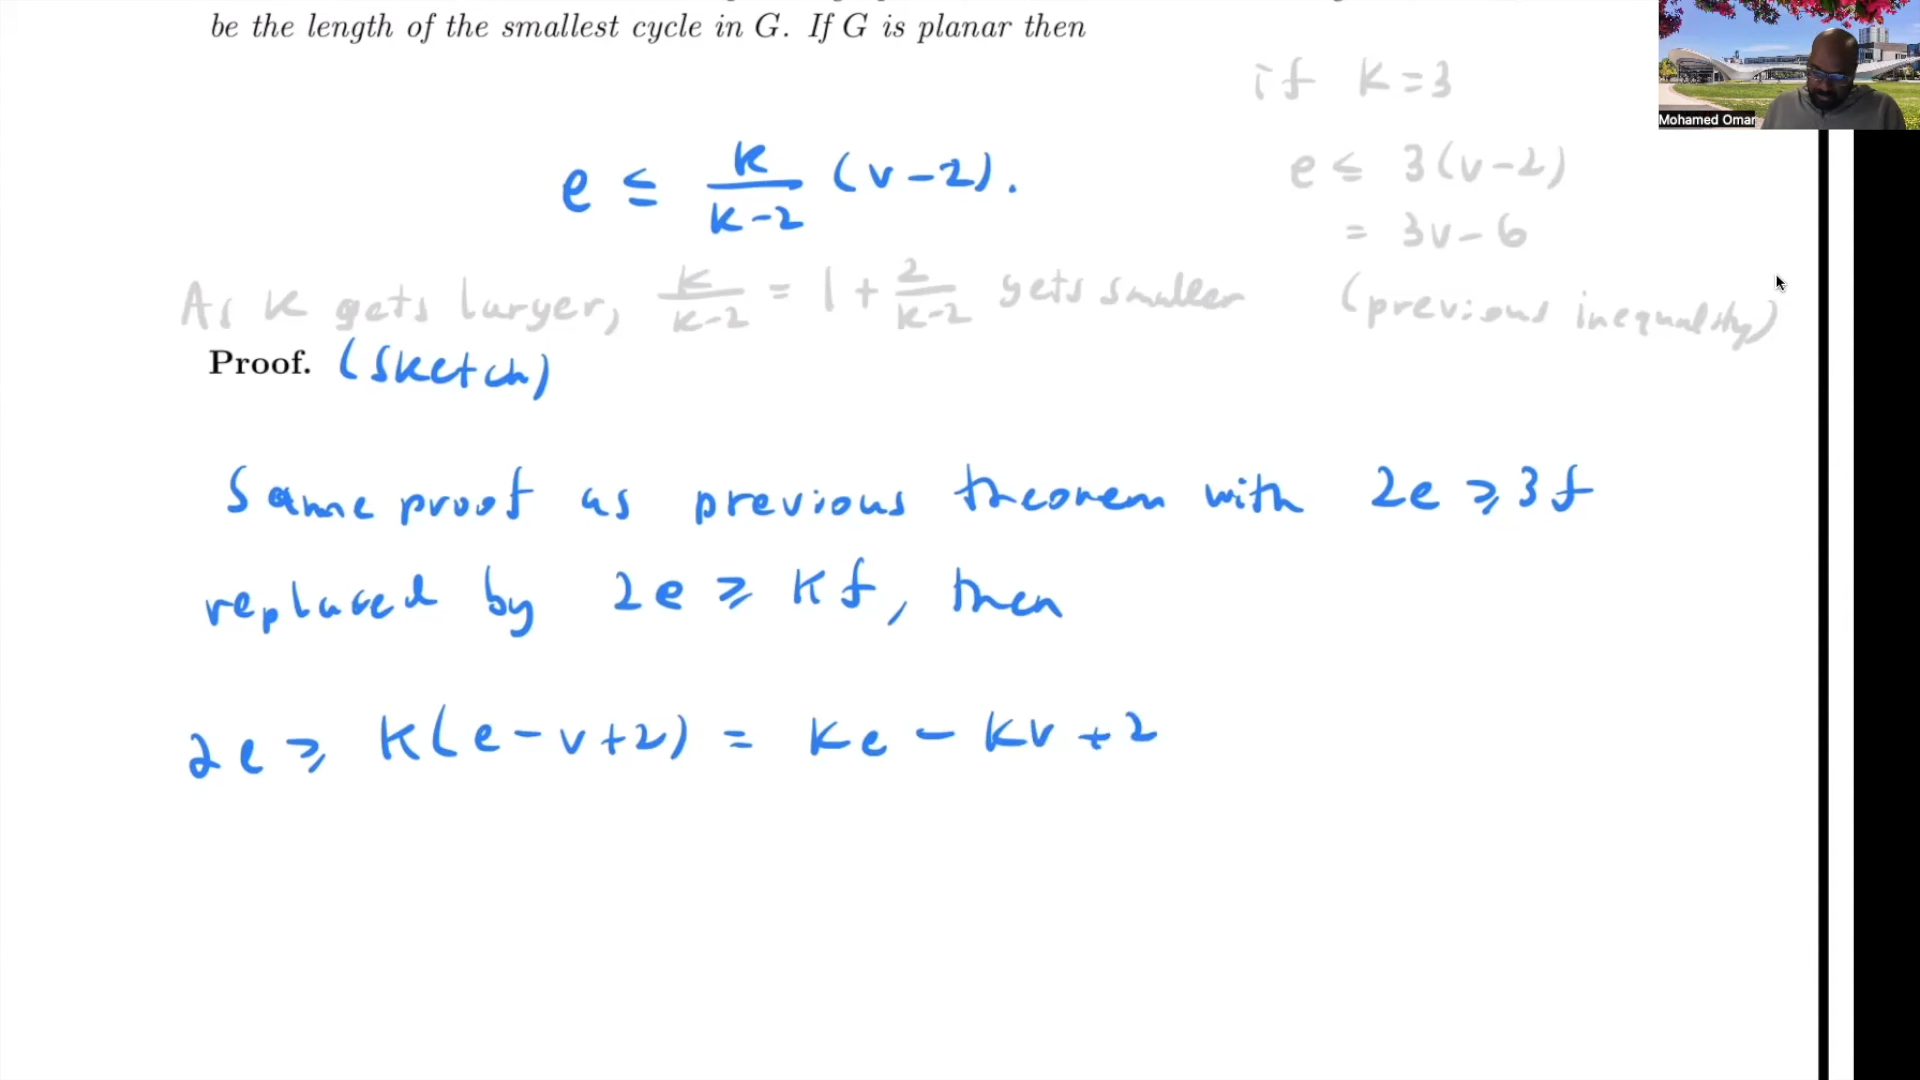 be the length of the smallest cycle in G. If G is planar then
if k=3
Mohamed Omar
e ≤ k/(k-2) (v-2).
e ≤ 3(v-2)
= 3v-6
As k gets larger, k/(k-2) = 1 + 2/(k-2) gets smaller
(previous inequality)
Proof. (Sketch)
Same proof as previous theorem with 2e ≥ 3f
replaced by 2e ≥ kf, then
2e ≥ k(e-v+2) = ke - kv + 2